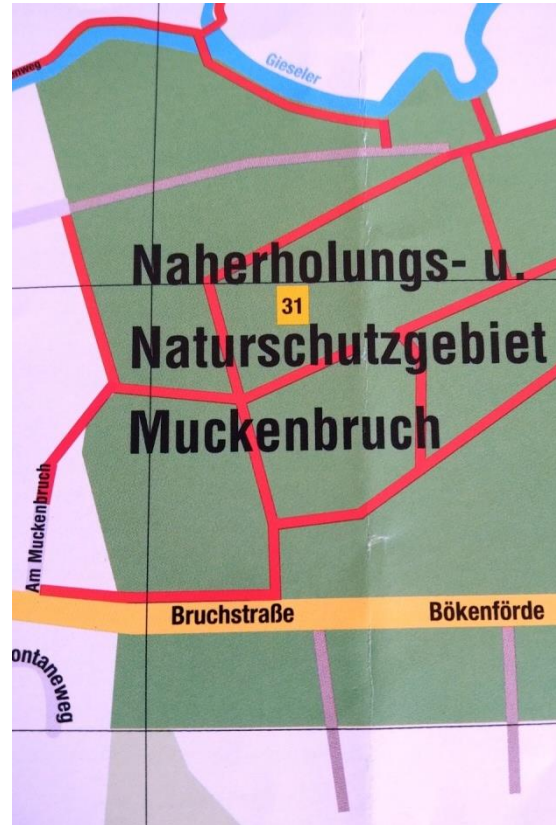 Gieseler
Naherholungs- u.
31
Naturschutzgebiet
Muckenbruch
Am Muckenbruch
Bruchstraße
Bökenförde
ontaneweg